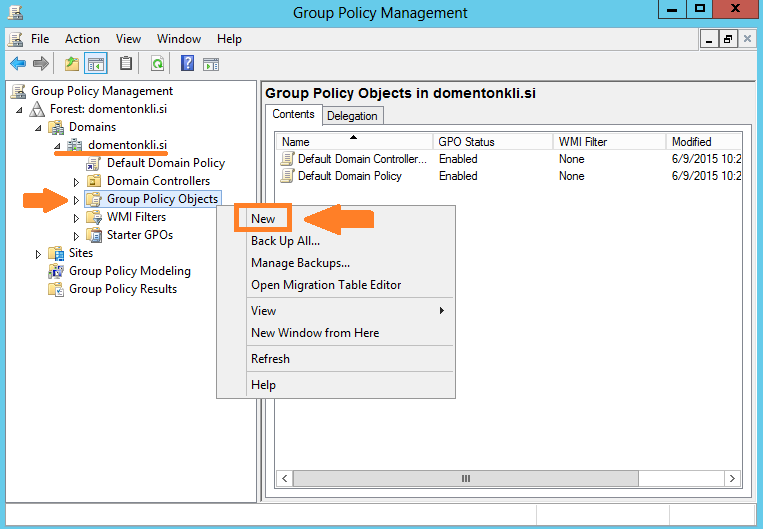 Group Policy Management
X
File Action View Window Help
Group Policy Management
Forest: domentonkli.si
Domains
domentonkli.si
Default Domain Policy
Domain Controllers
Group Policy Objects
WMI Filters
Starter GPOs
Sites
Group Policy Modeling
Group Policy Results
Group Policy Objects in domentonkli.si
Contents Delegation
Name GPO Status WMI Filter Modified
Default Domain Controller... Enabled None 6/9/2015 10:2
Default Domain Policy Enabled None 6/9/2015 10:2
New
Back Up All...
Manage Backups...
Open Migration Table Editor
View
New Window from Here
Refresh
Help